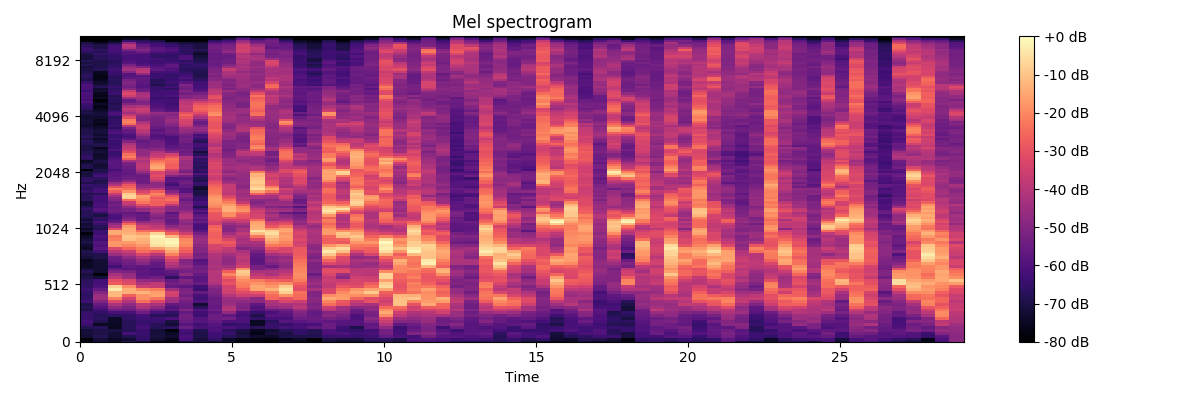 Mel spectrogram
8192
4096
2048
1024
512
0
Hz
0 5 10 15 20 25
Time
+0 dB
-10 dB
-20 dB
-30 dB
-40 dB
-50 dB
-60 dB
-70 dB
-80 dB